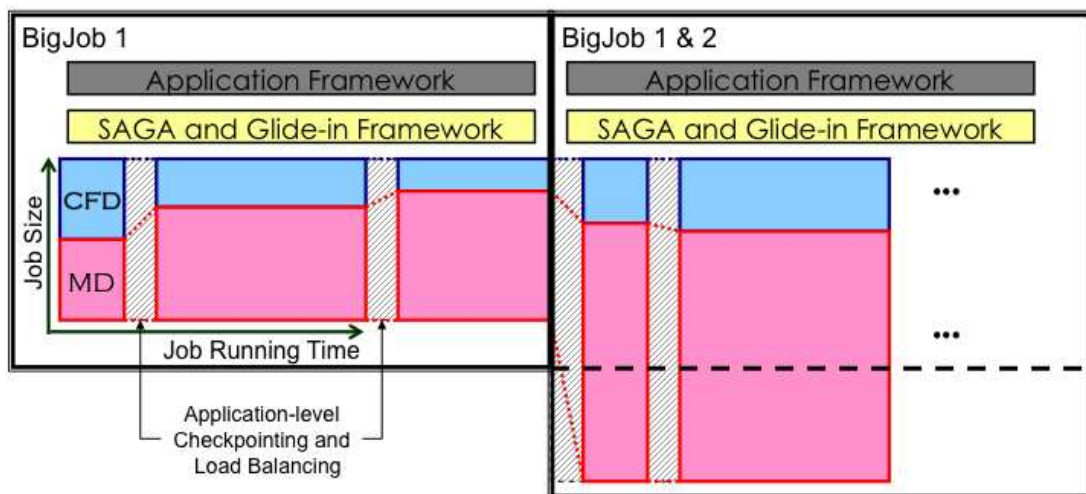 BigJob 1
Application Framework
SAGA and Glide-in Framework
CFD
MD
Job Size
Job Running Time
Application-level
Checkpointing and
Load Balancing
BigJob 1 & 2
Application Framework
SAGA and Glide-in Framework
...
...